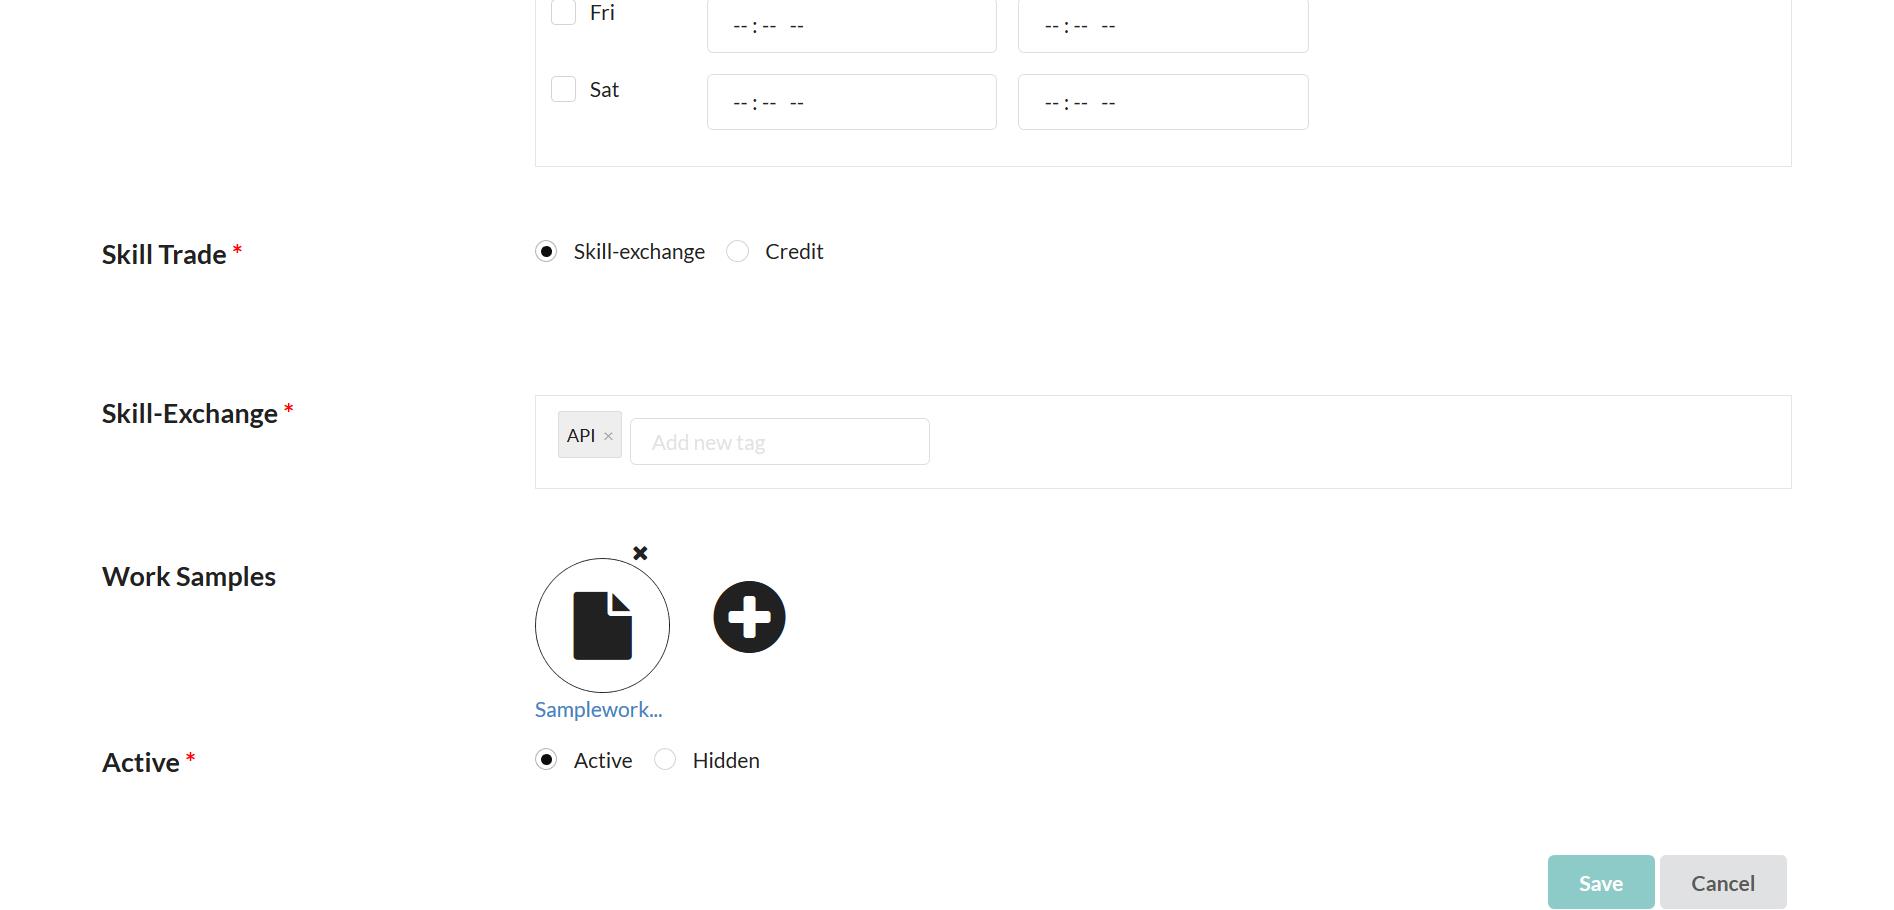 Fri --:-- -- --:-- --
Sat --:-- -- --:-- --
Skill Trade * Skill-exchange Credit
Skill-Exchange * API × Add new tag
Work Samples
Samplework...
Active * Active Hidden
Save Cancel